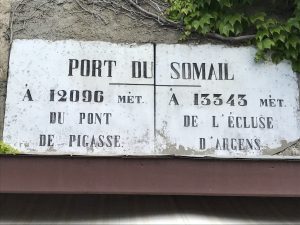 PORT DU SOMAIL
À 12096 MÈT.
DU PONT
DE PIGASSE.
À 13343 MÈT.
DE L'ÉCLUSE
D'ARGENS